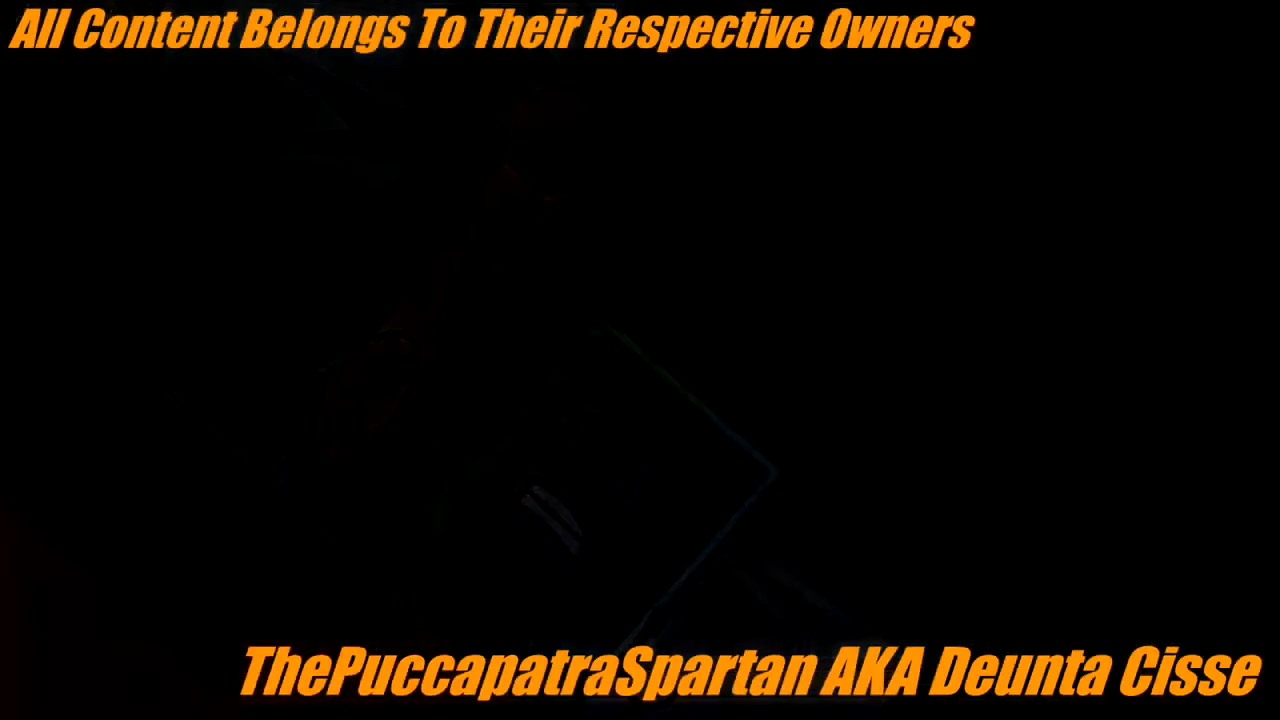 All Content Belongs To Their Respective Owners
ThePuccapatraSpartan AKA Deunta Cisse